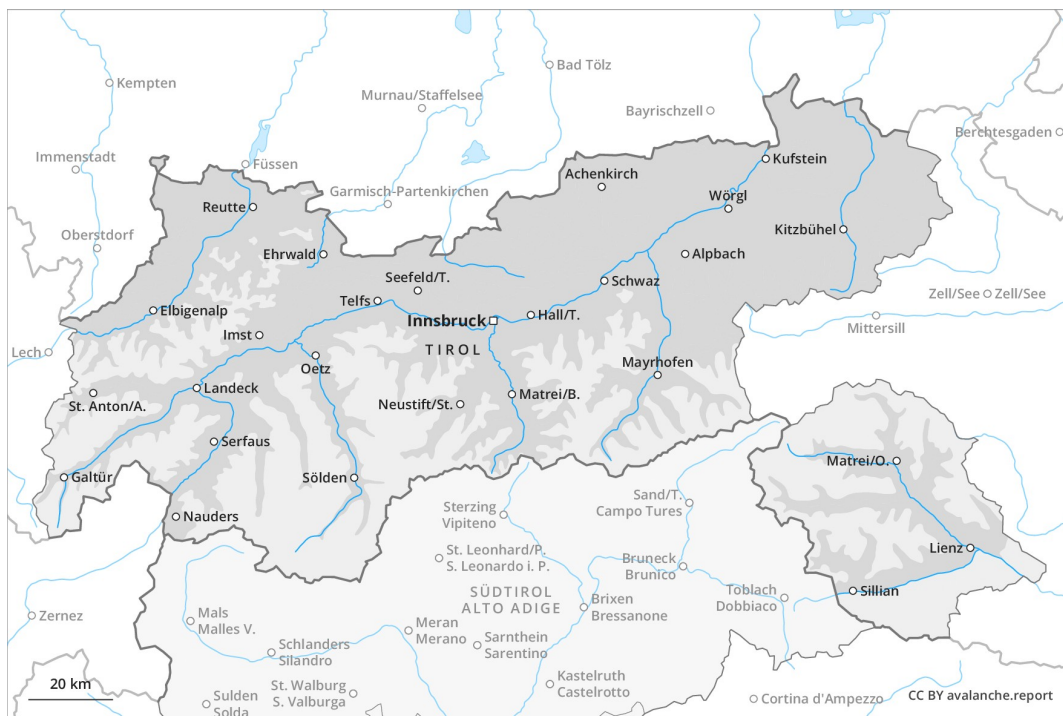 Kempten
Bad Tölz
Murnau/Staffelsee
Bayrischzell
Berchtesgaden
Immenstadt
Füssen
Kufstein
Achenkirch
Garmisch-Partenkirchen
Reutte
Wörgl
Kitzbühel
Oberstdorf
Ehrwald
Alpbach
Seefeld/T.
Schwaz
Zell/See
Zell/See
Telfs
Elbigenalp
Innsbruck
Hall/T.
Mittersill
Imst
TIROL
Lech
Oetz
Mayrhofen
Landeck
St. Anton/A.
Neustift/St.
Matrei/B.
Serfaus
Matrei/O.
Galtür
Sölden
Sand/T.
Campo Tures
Sterzing
Vipiteno
Nauders
Lienz
St. Leonhard/P.
S. Leonardo i. P.
Bruneck
Brunico
Sillian
SÜDTIROL
ALTO ADIGE
Toblach
Dobbiaco
Brixen
Bressanone
Zernez
Mals
Malles V.
Meran
Merano
Sarnthein
Sarentino
Schlanders
Silandro
Kastelruth
Castelrotto
20 km
St. Walburg
S. Valburga
Sulden
Solda
Cortina d'Ampezzo
CC BY avalanche.report